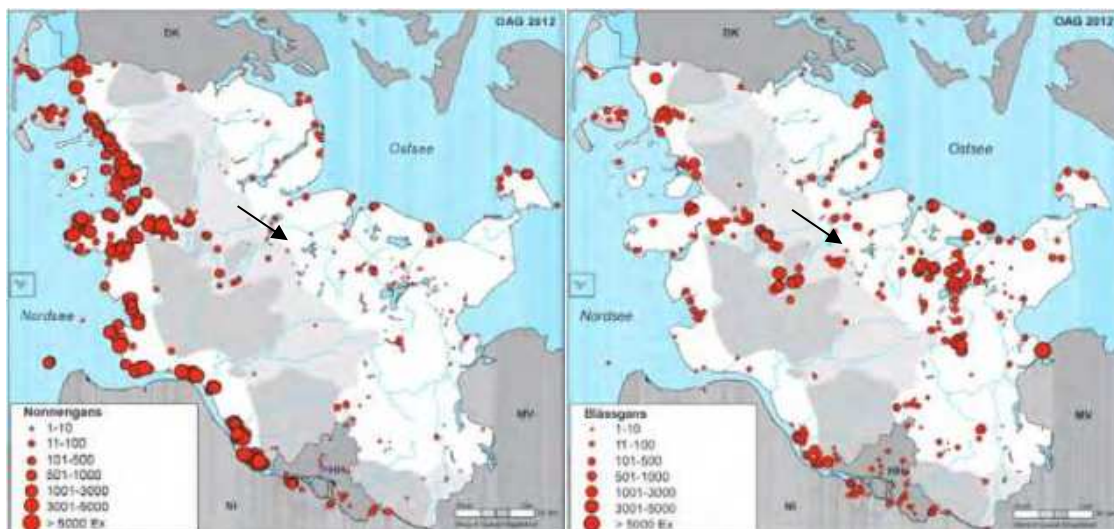 OAG 2012
DK
Ostsee
Nordsee
MV
HH
NI
Nonnengans
1-10
11-100
101-500
501-1000
1001-3000
3001-5000
> 5000 Ex
OAG 2012
DK
Ostsee
Nordsee
MV
HH
NI
Blässgans
1-10
11-100
101-500
501-1000
1001-3000
3001-5000
> 5000 Ex